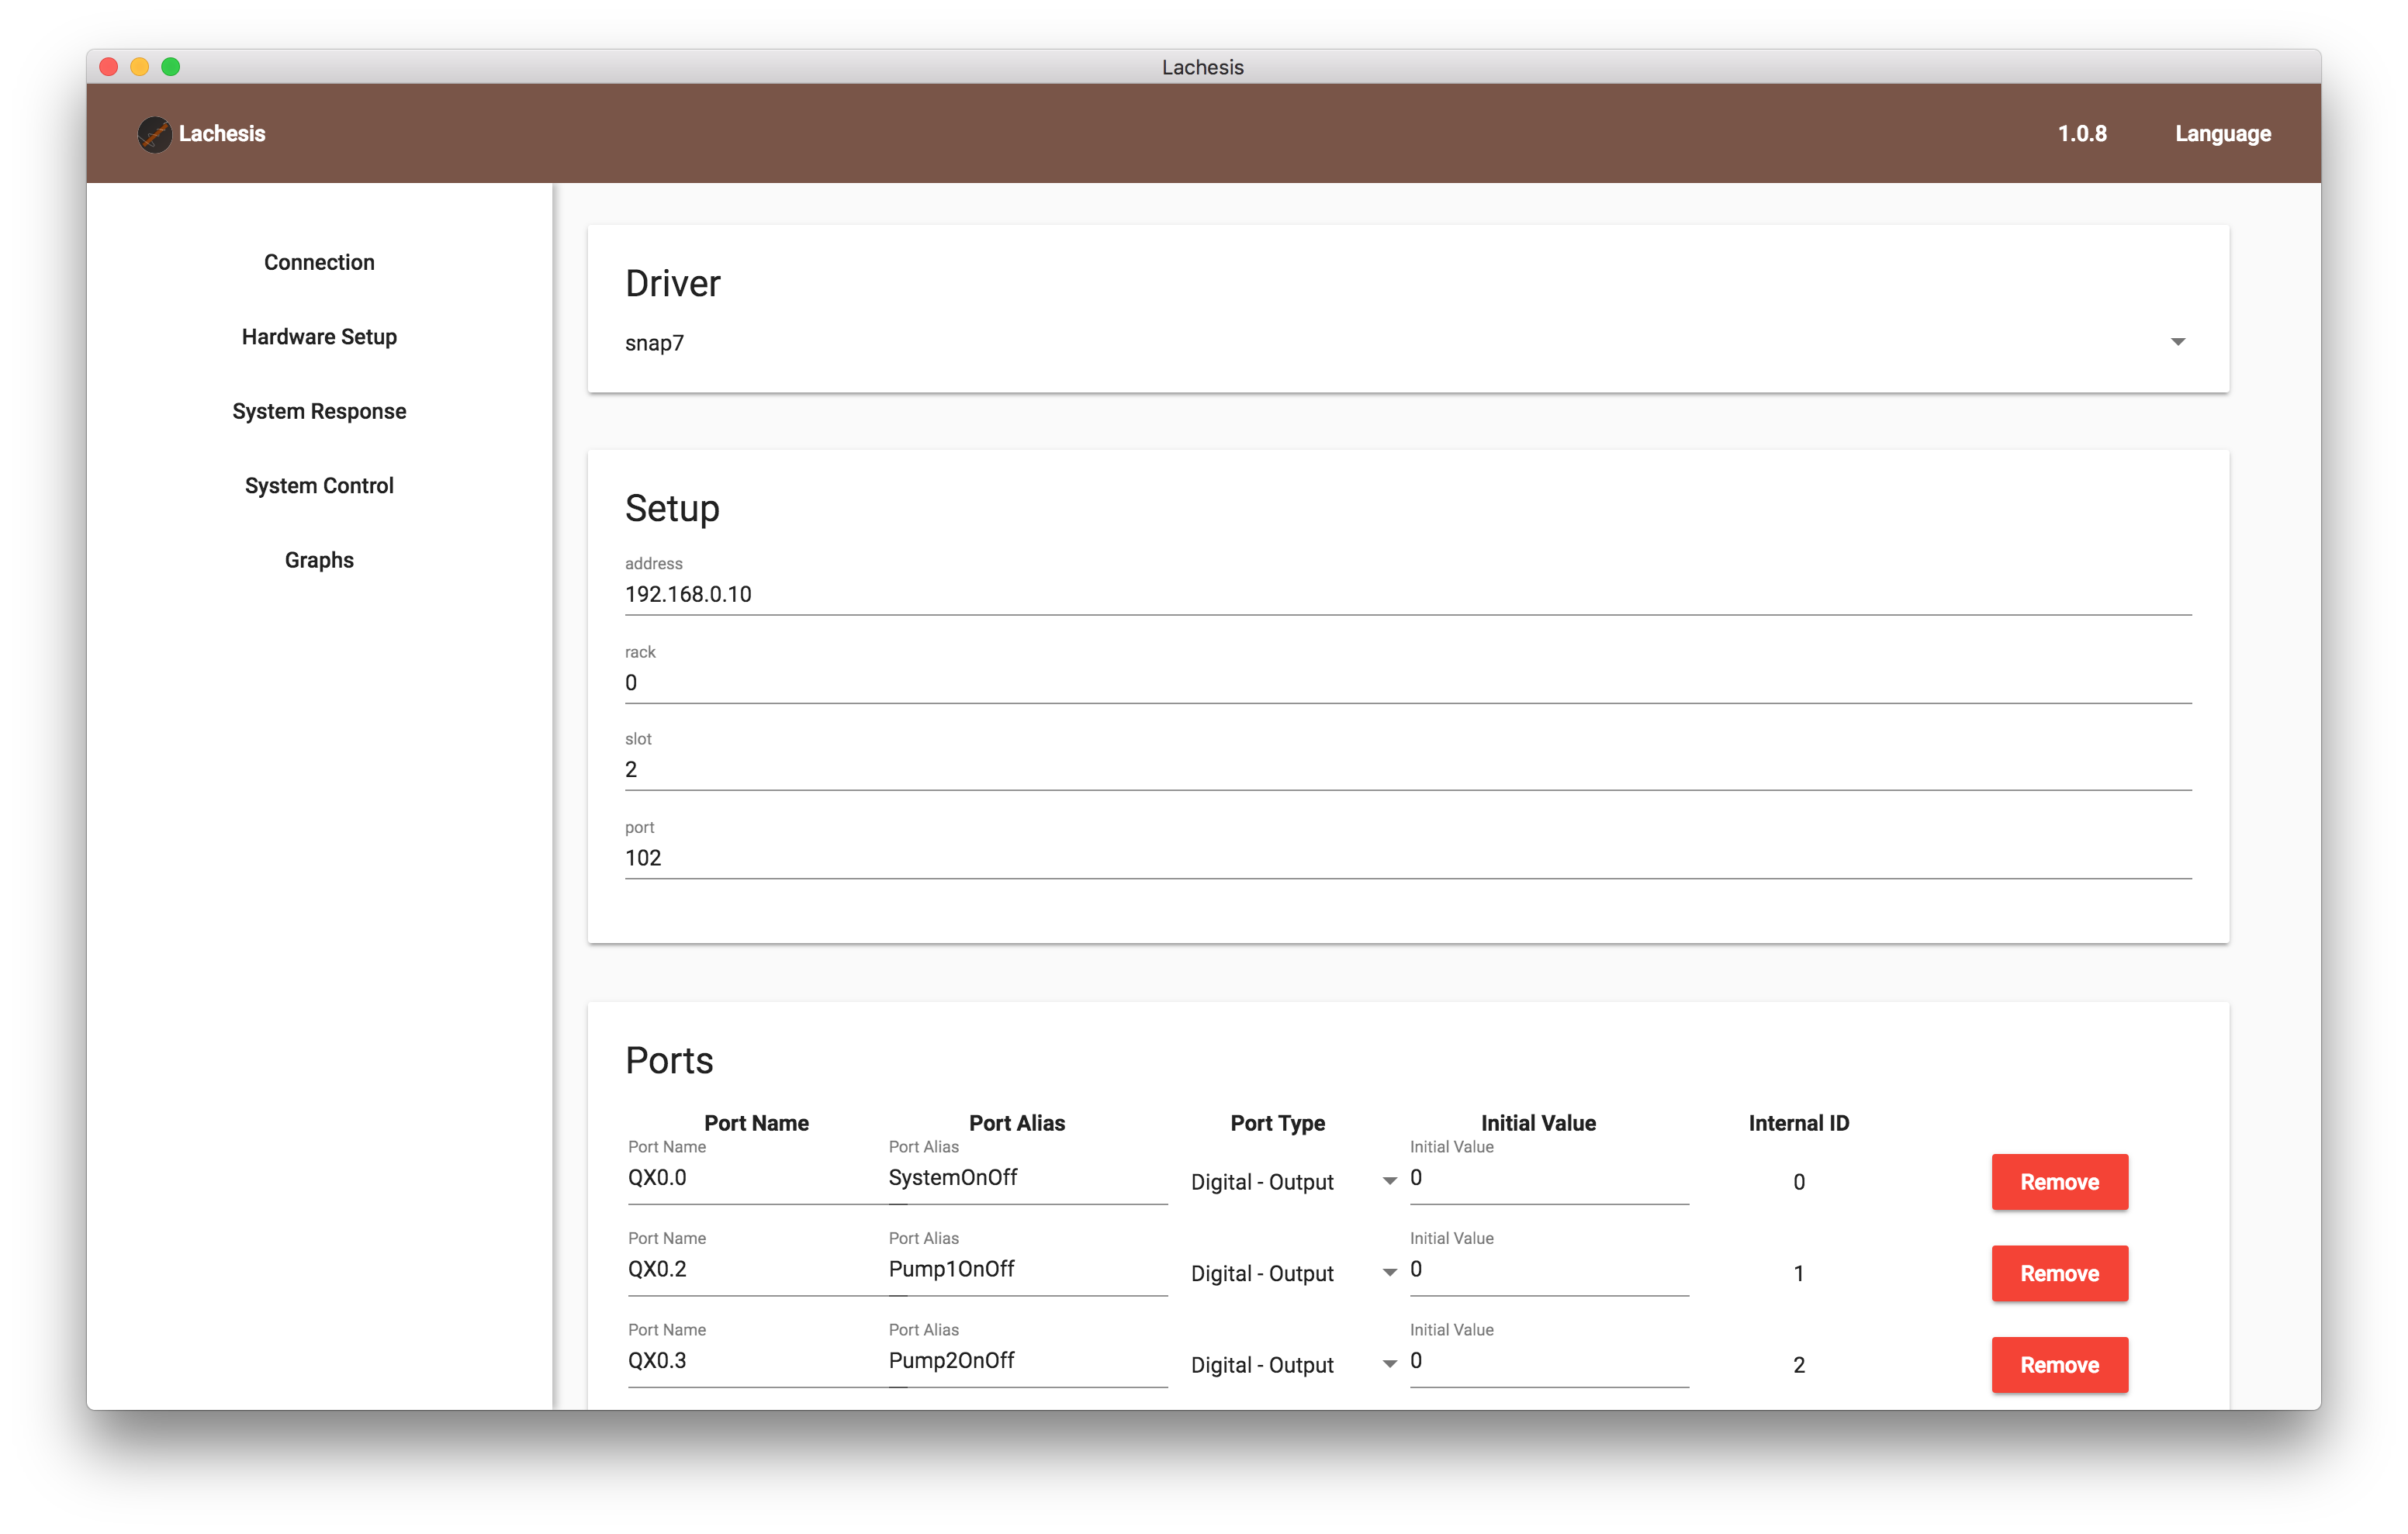 Lachesis
Lachesis
1.0.8
Language
Connection
Hardware Setup
System Response
System Control
Graphs
Driver
snap7
Setup
address
192.168.0.10
rack
0
slot
2
port
102
Ports
Port Name Port Alias Port Type Initial Value Internal ID
Port Name Port Alias Initial Value
QX0.0 SystemOnOff Digital - Output 0 0 Remove
Port Name Port Alias Initial Value
QX0.2 Pump1OnOff Digital - Output 0 1 Remove
Port Name Port Alias Initial Value
QX0.3 Pump2OnOff Digital - Output 0 2 Remove